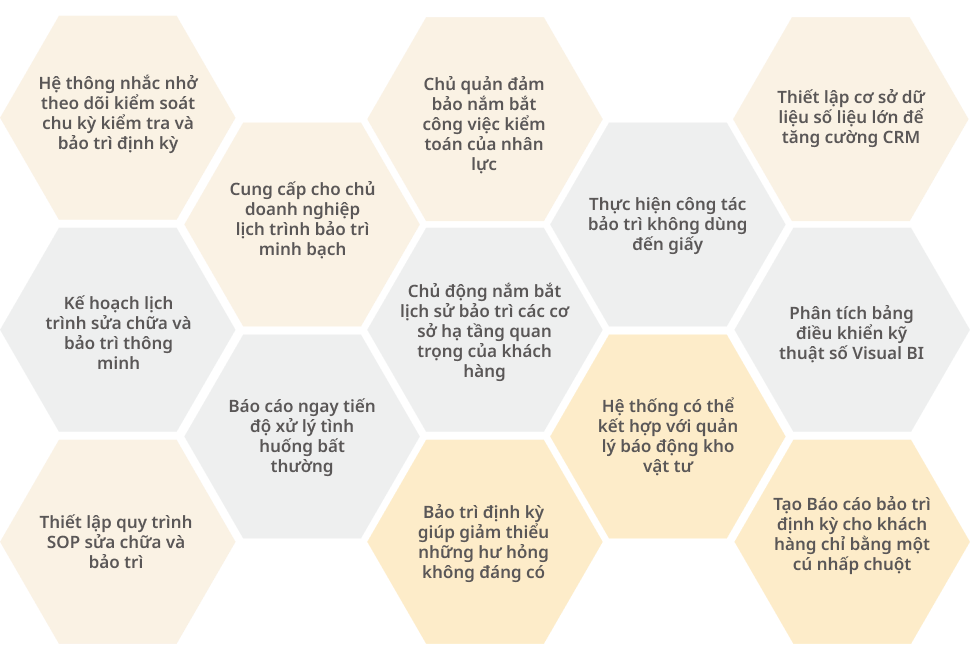 Hệ thông nhắc nhở
theo dõi kiểm soát
chu kỳ kiểm tra và
bảo trì định kỳ
Chủ quản đảm
bảo nắm bắt
công việc kiểm
toán của nhân
lực
Thiết lập cơ sở dữ
liệu số liệu lớn để
tăng cường CRM
Cung cấp cho chủ
doanh nghiệp
lịch trình bảo trì
minh bạch
Thực hiện công tác
bảo trì không dùng
đến giấy
Kế hoạch lịch
trình sửa chữa và
bảo trì thông
minh
Chủ động nắm bắt
lịch sử bảo trì các cơ
sở hạ tầng quan
trọng của khách
hàng
Phân tích bảng
điều khiển kỹ
thuật số Visual BI
Báo cáo ngay tiến
độ xử lý tình
huống bất
thường
Hệ thống có thể
kết hợp với quản
lý báo động kho
vật tư
Thiết lập quy trình
SOP sửa chữa và
bảo trì
Bảo trì định kỳ
giúp giảm thiểu
những hư hỏng
không đáng có
Tạo Báo cáo bảo trì
định kỳ cho khách
hàng chỉ bằng một
cú nhấp chuột